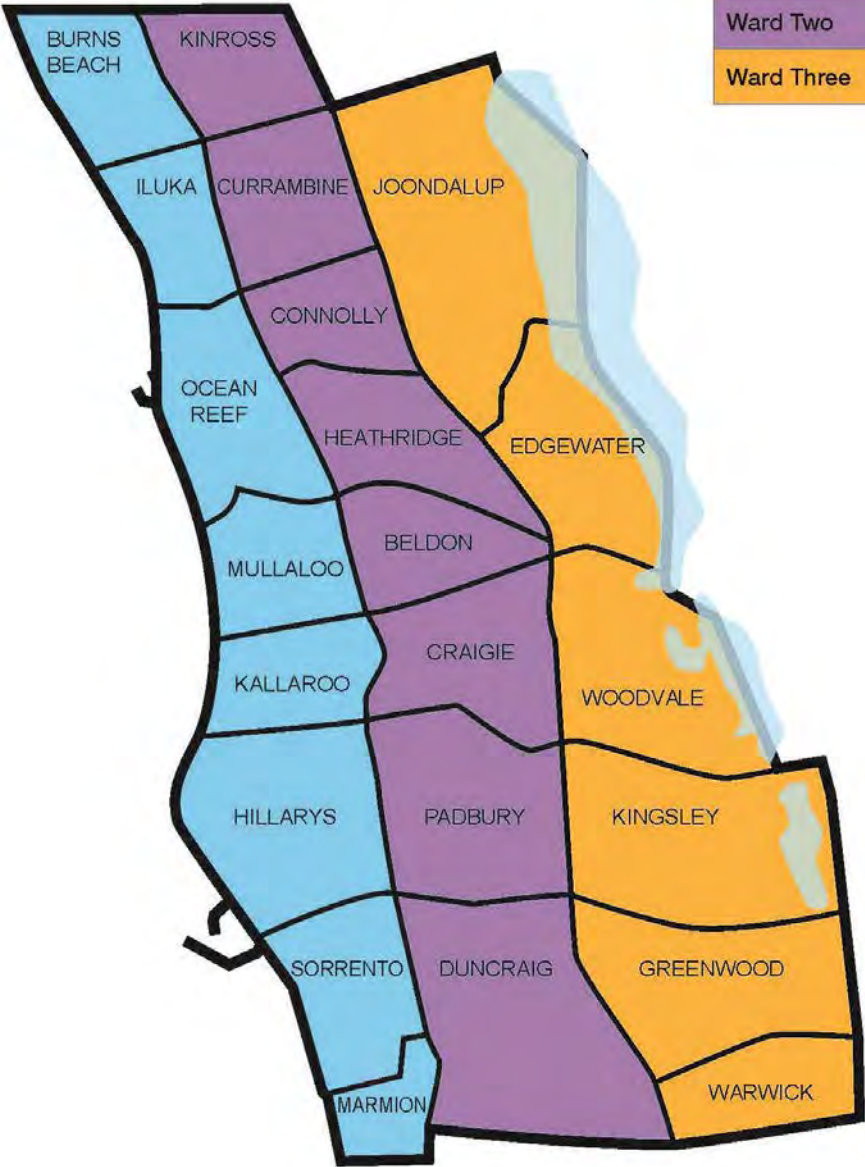 Ward Two
Ward Three
BURNS
BEACH
KINROSS
ILUKA
CURRAMBINE
JOONDALUP
CONNOLLY
OCEAN
REEF
HEATHRIDGE
EDGEWATER
BELDON
MULLALOO
CRAIGIE
KALLAROO
WOODVALE
HILLARYS
PADBURY
KINGSLEY
SORRENTO
DUNCRAIG
GREENWOOD
WARWICK
MARMION